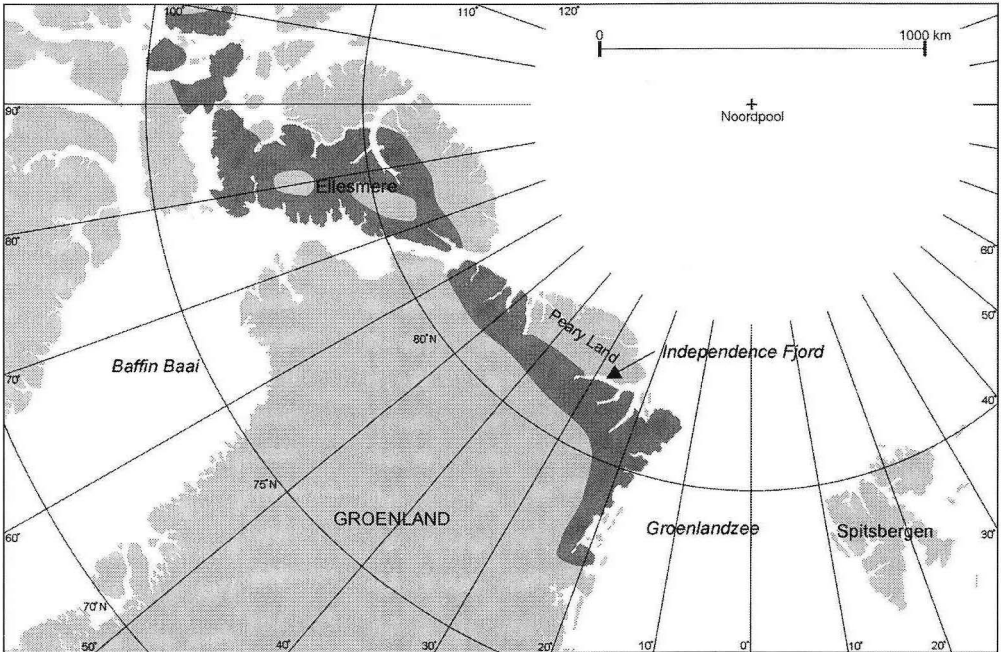 100°
110°
120°
0
1000 km
90°
Noordpool
Ellesmere
80°
60°
50°
Peary Land
80°N
Independence Fjord
Baffin Baai
70°
40°
75°N
GROENLAND
Groenlandzee
Spitsbergen
60°
30°
70°N
50°
40°
30°
20°
10°
0°
10°
20°